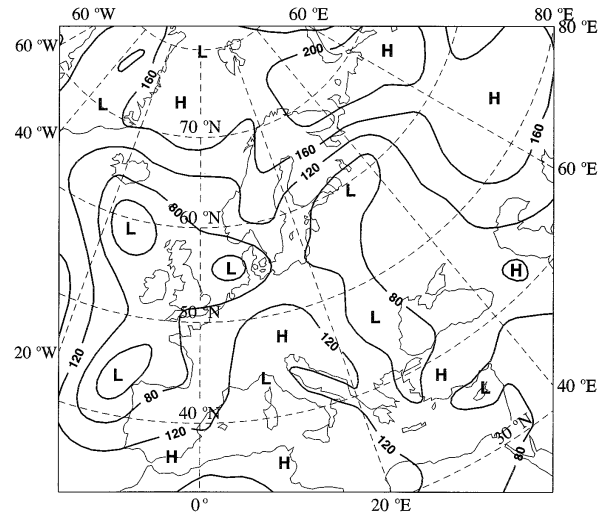 60 °W 60 °E 80 °E
60 °W L H 80 °E
200
160
L H H
40 °W 70 °N 160
160
120 60 °E
L
80
60 °N
L
L H
50 °N 80
L
H 120
20 °W 120
L L H L 40 °E
80
40 °N
120 30 °N
120
H H 80
0° 20 °E